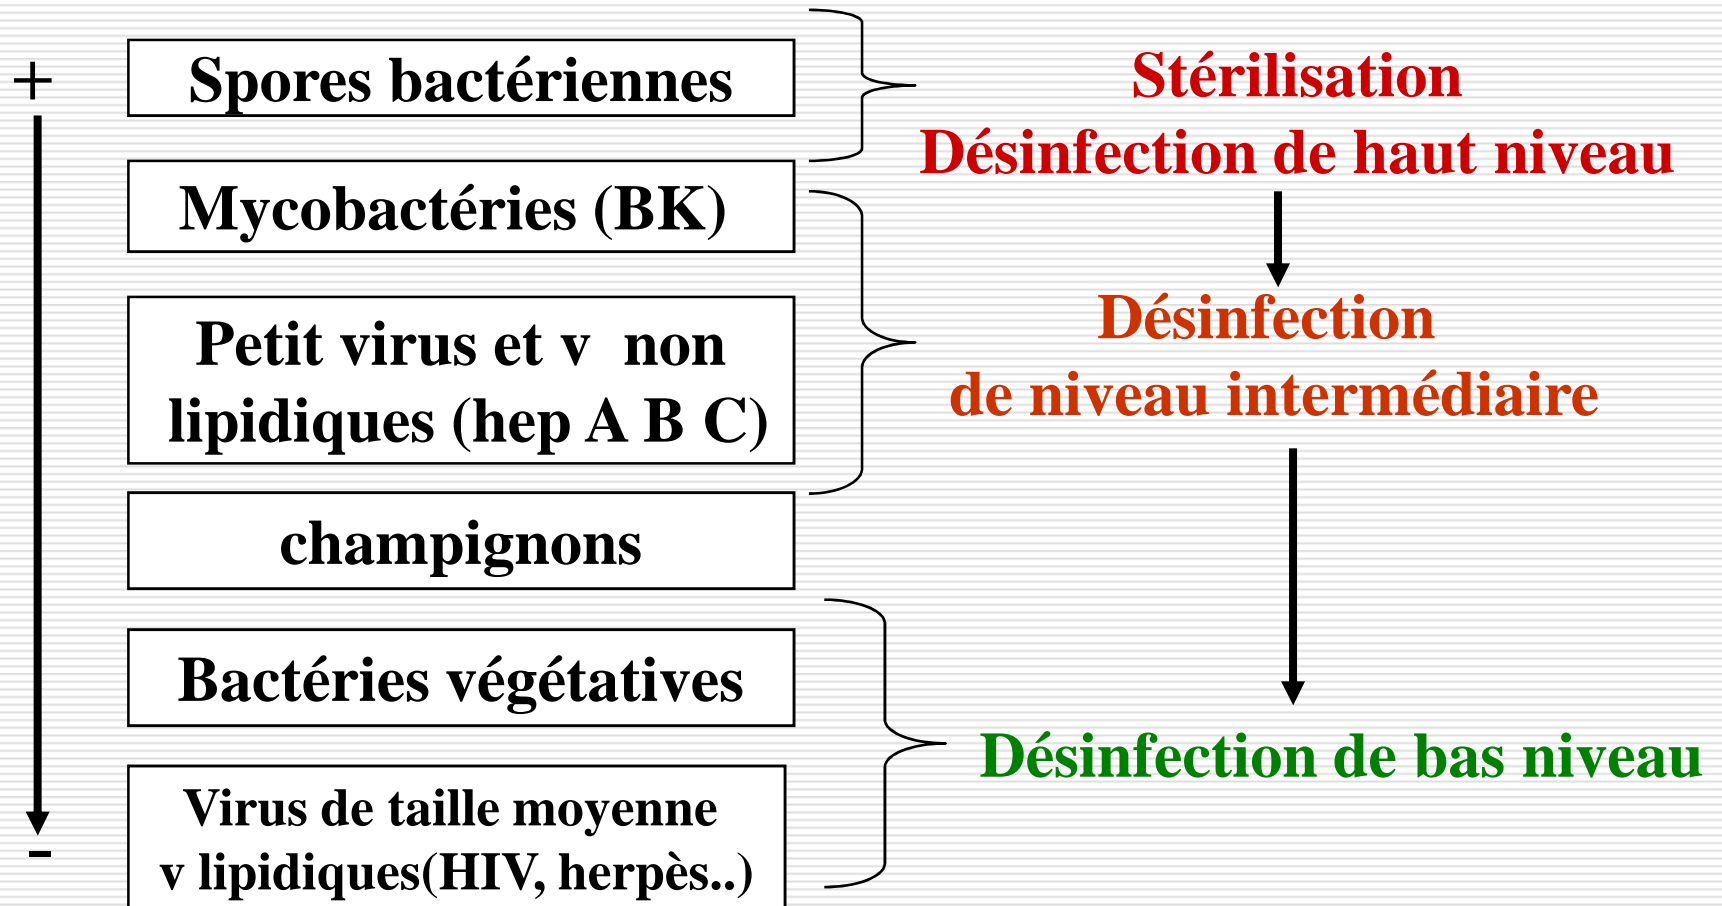 +
Spores bactériennes
Stérilisation
Désinfection de haut niveau
Mycobactéries (BK)
Petit virus et v non
lipidiques (hep A B C)
Désinfection
de niveau intermédiaire
champignons
Bactéries végétatives
Désinfection de bas niveau
Virus de taille moyenne
v lipidiques(HIV, herpès..)
-